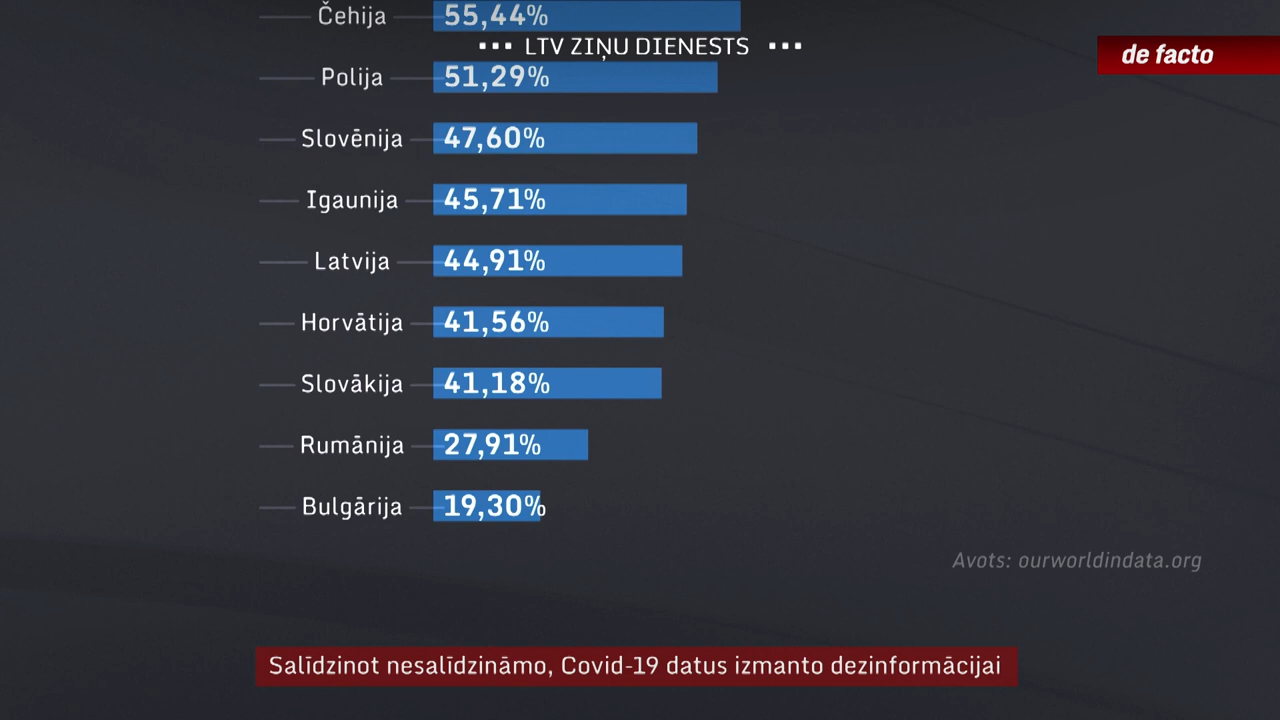 Čehija 55,44%
LTV ZIŅU DIENESTS
de facto
Polija 51,29%
Slovēnija 47,60%
Igaunija 45,71%
Latvija 44,91%
Horvātija 41,56%
Slovākija 41,18%
Rumānija 27,91%
Bulgārija 19,30%
Avots: ourworldindata.org
Salīdzinot nesalīdzināmo, Covid-19 datus izmanto dezinformācijai